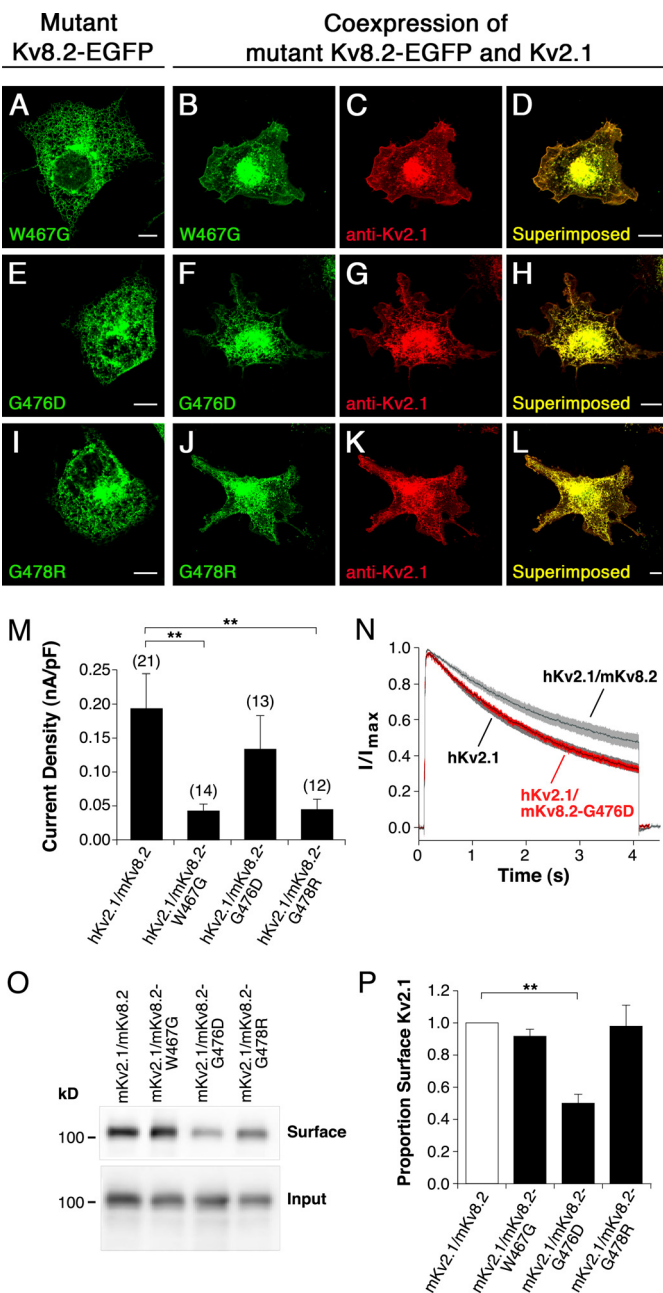 Mutant
Kv8.2-EGFP
Coexpression of
mutant Kv8.2-EGFP and Kv2.1
A
W467G
B
W467G
C
anti-Kv2.1
D
Superimposed
E
G476D
F
G476D
G
anti-Kv2.1
H
Superimposed
I
G478R
J
G478R
K
anti-Kv2.1
L
Superimposed
M
Current Density (nA/pF)
0.25
0.20
0.15
0.10
0.05
0.00
**
**
(21)
(14)
(13)
(12)
hKv2.1/mKv8.2
hKv2.1/mKv8.2-
W467G
hKv2.1/mKv8.2-
G476D
hKv2.1/mKv8.2-
G478R
N
I/Imax
1.0
0.8
0.6
0.4
0.2
0.0
hKv2.1/mKv8.2
hKv2.1
hKv2.1/
mKv8.2-G476D
0
1
2
3
4
Time (s)
O
mKv2.1/mKv8.2
mKv2.1/mKv8.2-
W467G
mKv2.1/mKv8.2-
G476D
mKv2.1/mKv8.2-
G478R
kD
100
Surface
100
Input
P
Proportion Surface Kv2.1
1.2
1.0
0.8
0.6
0.4
0.2
0.0
**
mKv2.1/mKv8.2
mKv2.1/mKv8.2-
W467G
mKv2.1/mKv8.2-
G476D
mKv2.1/mKv8.2-
G478R